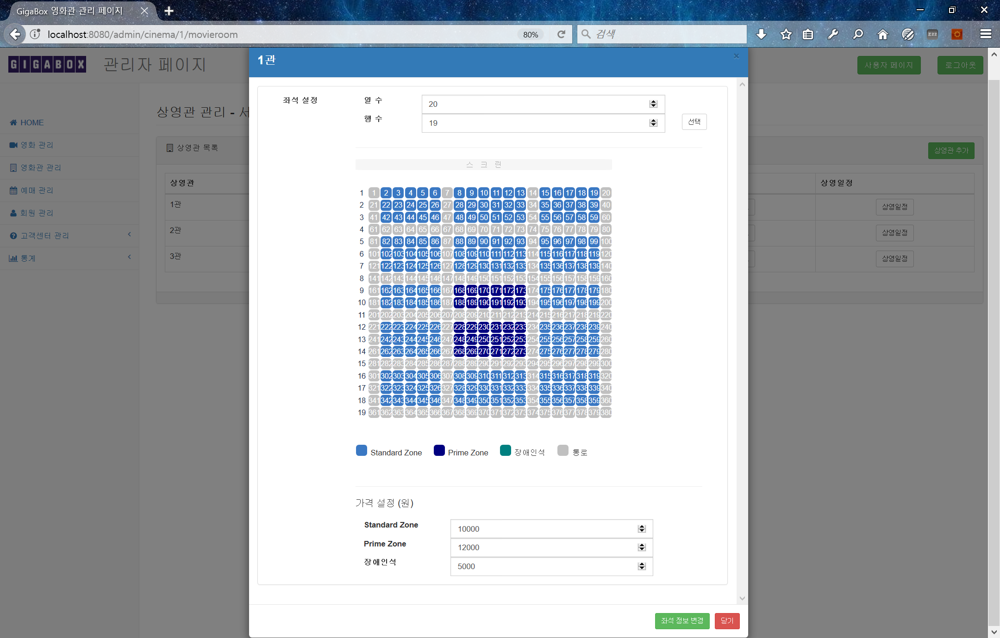 GigaBox 영화관 관리 페이지
localhost:8080/admin/cinema/1/movieroom
80%
검색
GIGABOX 관리자 페이지
사용자 페이지
로그아웃
HOME
영화 관리
영화관 관리
예매 관리
회원 관리
고객센터 관리
통계
상영관 관리 -
상영관 목록
상영관 추가
상영관
상영일정
1관
상영일정
2관
상영일정
3관
상영일정
1관
좌석 설정
열 수
20
행 수
19
선택
스 크 린
1 1 2 3 4 5 6 7 8 9 10 11 12 13 14 15 16 17 18 19 20
2 21 22 23 24 25 26 27 28 29 30 31 32 33 34 35 36 37 38 39 40
3 41 42 43 44 45 46 47 48 49 50 51 52 53 54 55 56 57 58 59 60
4 61 62 63 64 65 66 67 68 69 70 71 72 73 74 75 76 77 78 79 80
5 81 82 83 84 85 86 87 88 89 90 91 92 93 94 95 96 97 98 99 100
6 101 102 103 104 105 106 107 108 109 110 111 112 113 114 115 116 117 118 119 120
7 121 122 123 124 125 126 127 128 129 130 131 132 133 134 135 136 137 138 139 140
8 141 142 143 144 145 146 147 148 149 150 151 152 153 154 155 156 157 158 159 160
9 161 162 163 164 165 166 167 168 169 170 171 172 173 174 175 176 177 178 179 180
10 181 182 183 184 185 186 187 188 189 190 191 192 193 194 195 196 197 198 199 200
11 201 202 203 204 205 206 207 208 209 210 211 212 213 214 215 216 217 218 219 220
12 221 222 223 224 225 226 227 228 229 230 231 232 233 234 235 236 237 238 239 240
13 241 242 243 244 245 246 247 248 249 250 251 252 253 254 255 256 257 258 259 260
14 261 262 263 264 265 266 267 268 269 270 271 272 273 274 275 276 277 278 279 280
15 281 282 283 284 285 286 287 288 289 290 291 292 293 294 295 296 297 298 299 300
16 301 302 303 304 305 306 307 308 309 310 311 312 313 314 315 316 317 318 319 320
17 321 322 323 324 325 326 327 328 329 330 331 332 333 334 335 336 337 338 339 340
18 341 342 343 344 345 346 347 348 349 350 351 352 353 354 355 356 357 358 359 360
19 361 362 363 364 365 366 367 368 369 370 371 372 373 374 375 376 377 378 379 380
Standard Zone Prime Zone 장애인석 통로
가격 설정 (원)
Standard Zone
10000
Prime Zone
12000
장애인석
5000
좌석 정보 변경
닫기